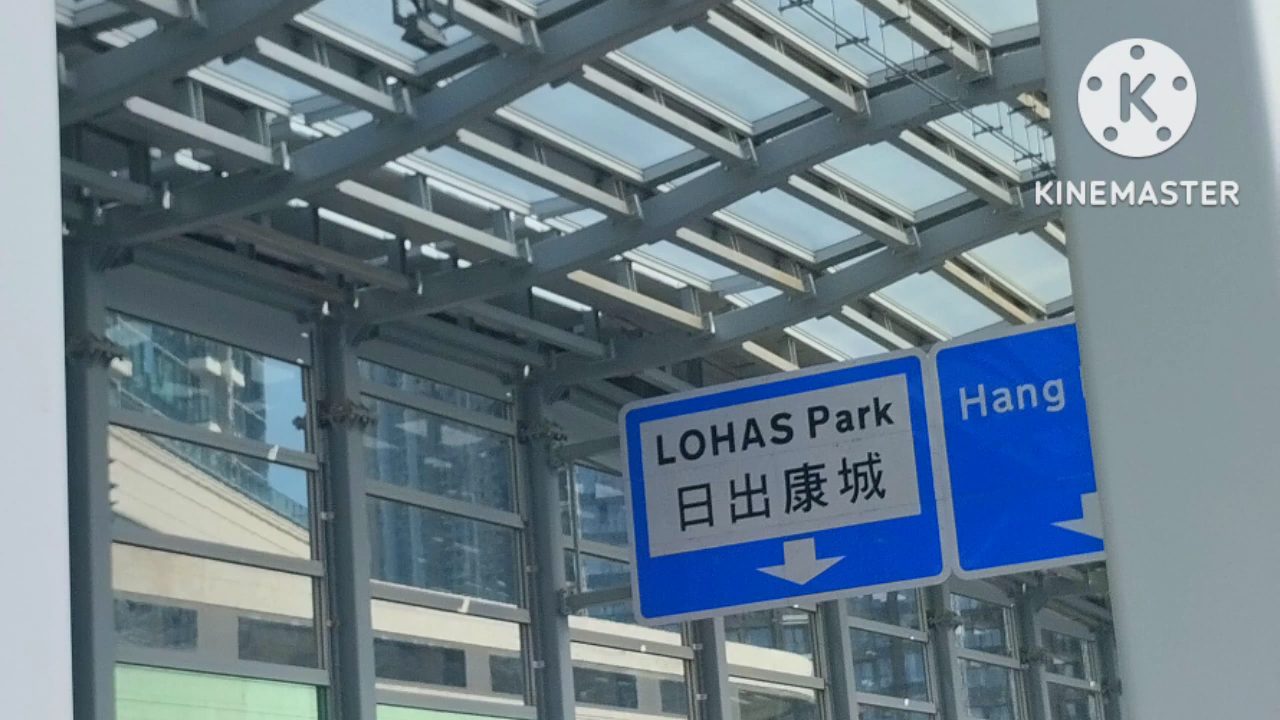 LOHAS Park
日出康城
Hang
K
KINEMASTER